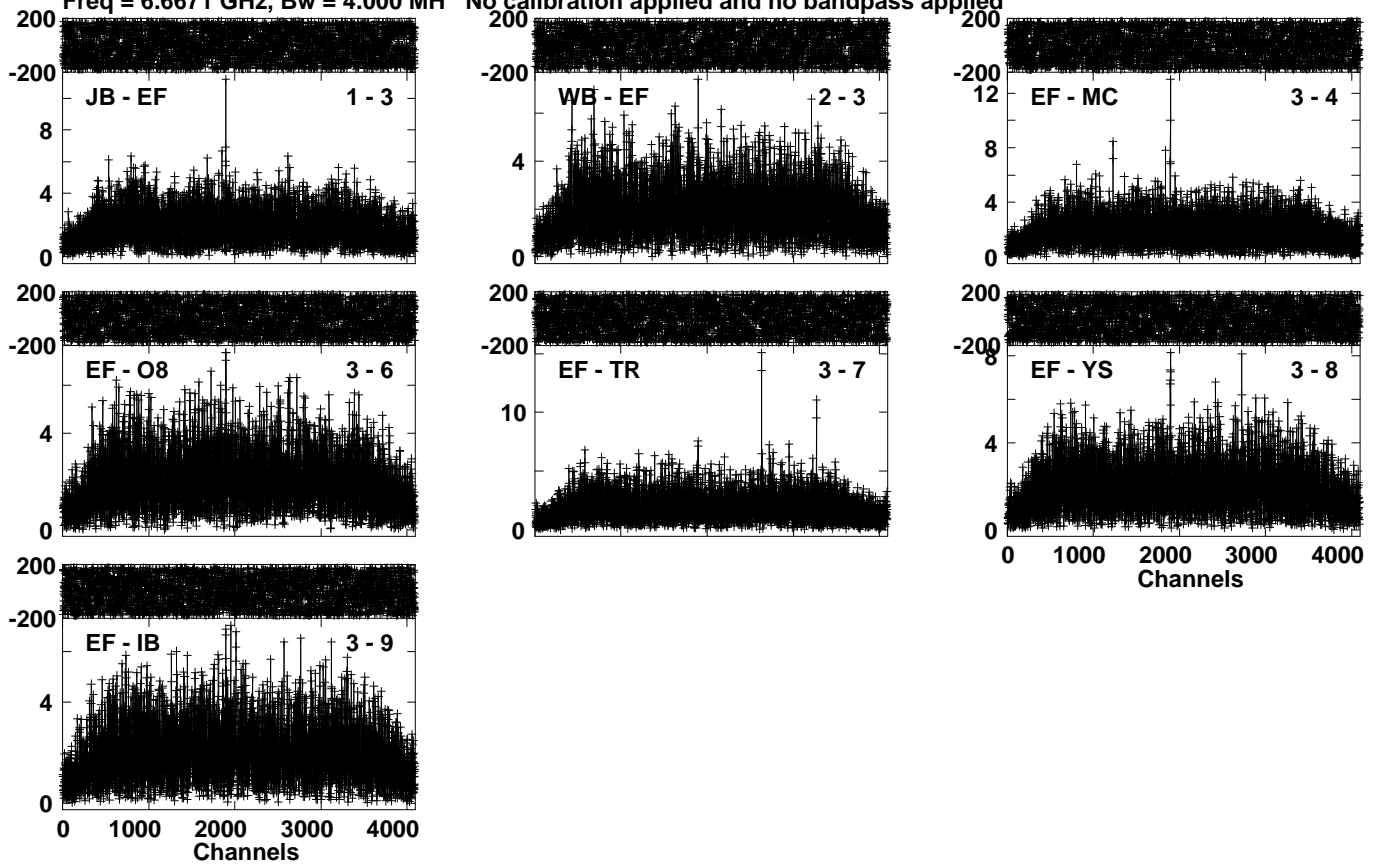 Freq = 6.6671 GHz, Bw = 4.000 MH No calibration applied and no bandpass applied
200
-200
JB - EF 1 - 3
8
4
0
200
-200
WB - EF 2 - 3
4
0
200
-200
EF - MC 3 - 4
12
8
4
0
200
-200
EF - O8 3 - 6
4
0
200
-200
EF - TR 3 - 7
10
0
200
-200
EF - YS 3 - 8
8
4
0
0 1000 2000 3000 4000
Channels
200
-200
EF - IB 3 - 9
4
0
0 1000 2000 3000 4000
Channels